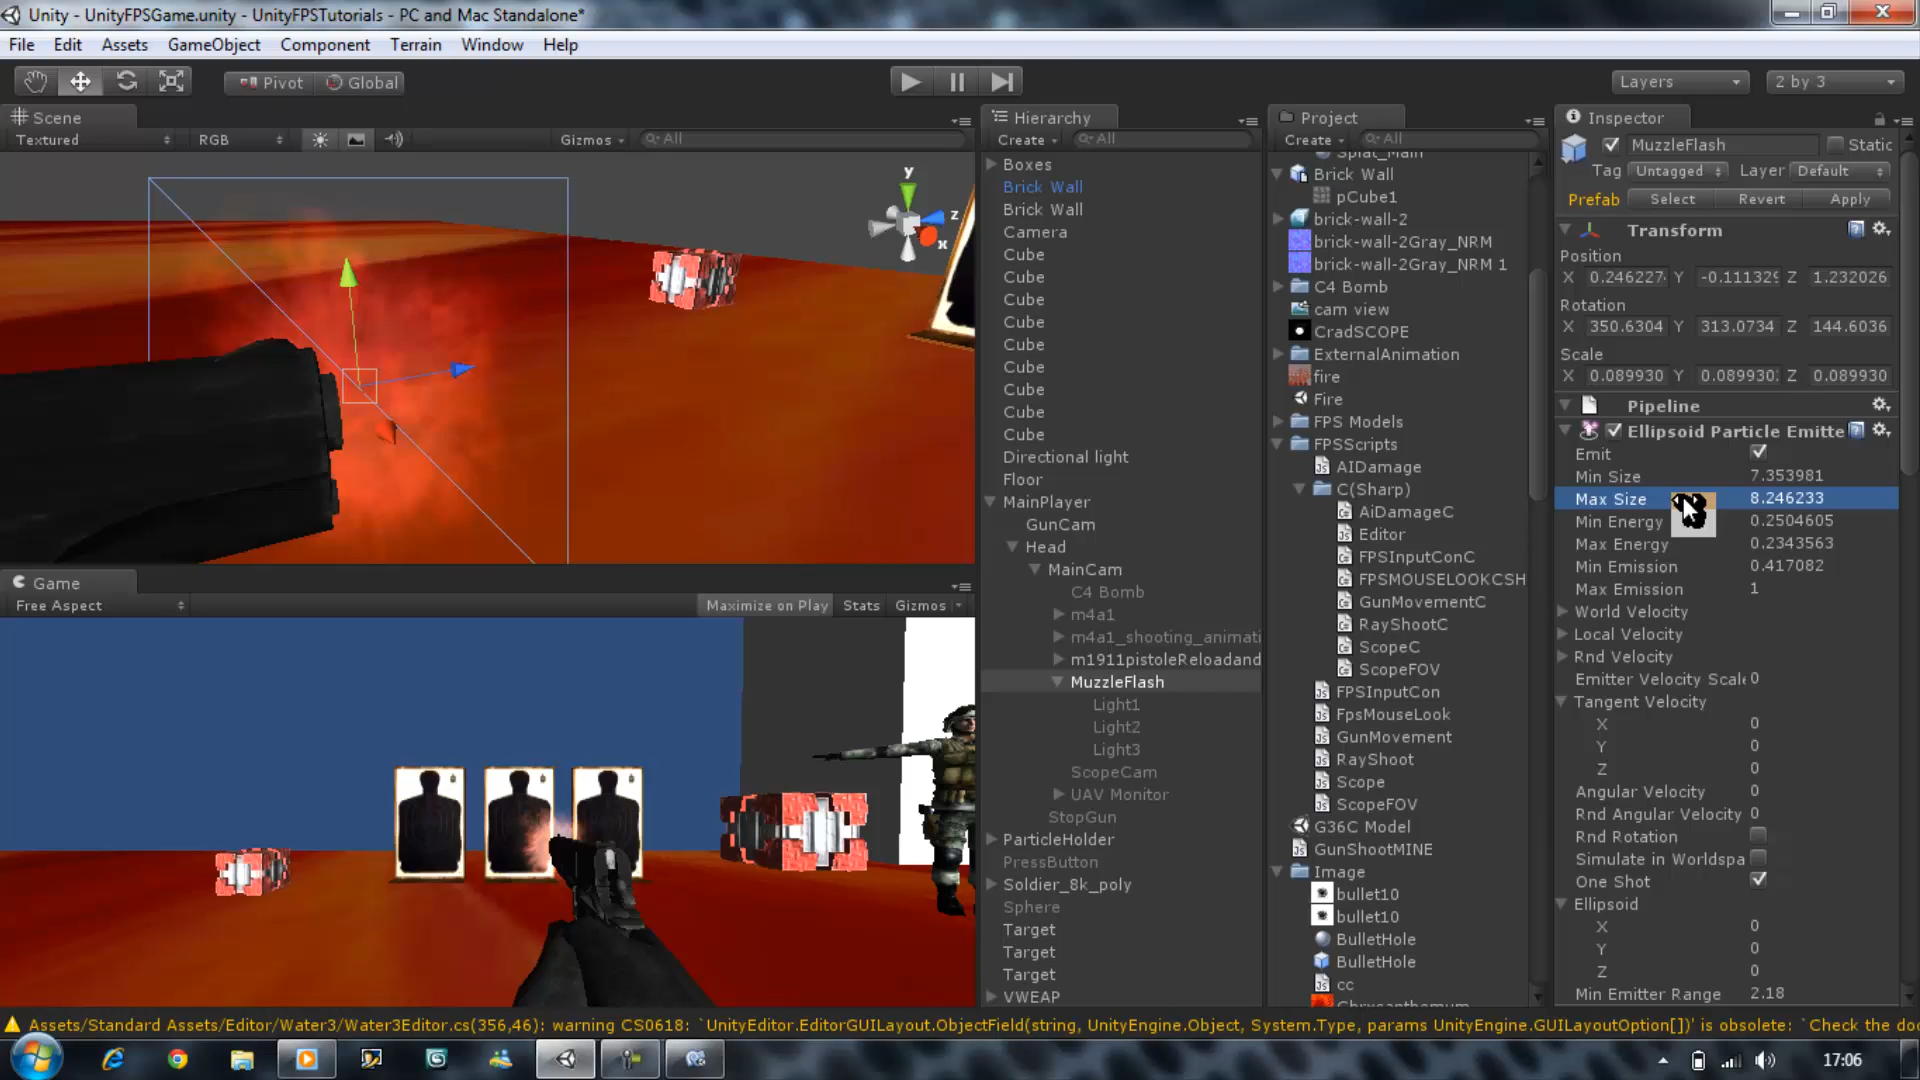 Unity - UnityFPSGame.unity - UnityFPSTutorials - PC and Mac Standalone*
File Edit Assets GameObject Component Terrain Window Help
Pivot Global Layers 2 by 3
Scene
Textured RGB Gizmos All
y
z
x
Game
Free Aspect Maximize on Play Stats Gizmos
Hierarchy
Create All
Boxes
Brick Wall
Brick Wall
Camera
Cube
Cube
Cube
Cube
Cube
Cube
Cube
Cube
Cube
Directional light
Floor
MainPlayer
GunCam
Head
MainCam
C4 Bomb
m4a1
m4a1_shooting_animati
m1911pistoleReloadand
MuzzleFlash
Light1
Light2
Light3
ScopeCam
UAV Monitor
StopGun
ParticleHolder
PressButton
Soldier_8k_poly
Sphere
Target
Target
Target
VWEAP
Project
Create All
Splat_Main
Brick Wall
pCube1
brick-wall-2
brick-wall-2Gray_NRM
brick-wall-2Gray_NRM 1
C4 Bomb
cam view
CradSCOPE
ExternalAnimation
fire
Fire
FPS Models
FPSScripts
AIDamage
C(Sharp)
AiDamageC
Editor
FPSInputConC
FPSMOUSELOOKCSH
GunMovementC
RayShootC
ScopeC
ScopeFOV
FPSInputCon
FpsMouseLook
GunMovement
RayShoot
Scope
ScopeFOV
G36C Model
GunShootMINE
Image
bullet10
bullet10
BulletHole
BulletHole
cc
Chrysanthemum
Inspector
MuzzleFlash Static
Tag Untagged Layer Default
Prefab Select Revert Apply
Transform
Position
X 0.246227 Y -0.111329 Z 1.232026
Rotation
X 350.6304 Y 313.0734 Z 144.6036
Scale
X 0.089930 Y 0.089930 Z 0.089930
Pipeline
Ellipsoid Particle Emitte
Emit
Min Size 7.353981
Max Size 8.246233
Min Energy 0.2504605
Max Energy 0.2343563
Min Emission 0.417082
Max Emission 1
World Velocity
Local Velocity
Rnd Velocity
Emitter Velocity Scale 0
Tangent Velocity
X 0
Y 0
Z 0
Angular Velocity 0
Rnd Angular Velocity 0
Rnd Rotation
Simulate in Worldspa
One Shot
Ellipsoid
X 0
Y 0
Z 0
Min Emitter Range 2.18
Assets/Standard Assets/Editor/Water3/Water3Editor.cs(356,46): warning CS0618: `UnityEditor.EditorGUILayout.ObjectField(string, UnityEngine.Object, System.Type, params UnityEngine.GUILayoutOption[])' is obsolete: `Check the doc
17:06